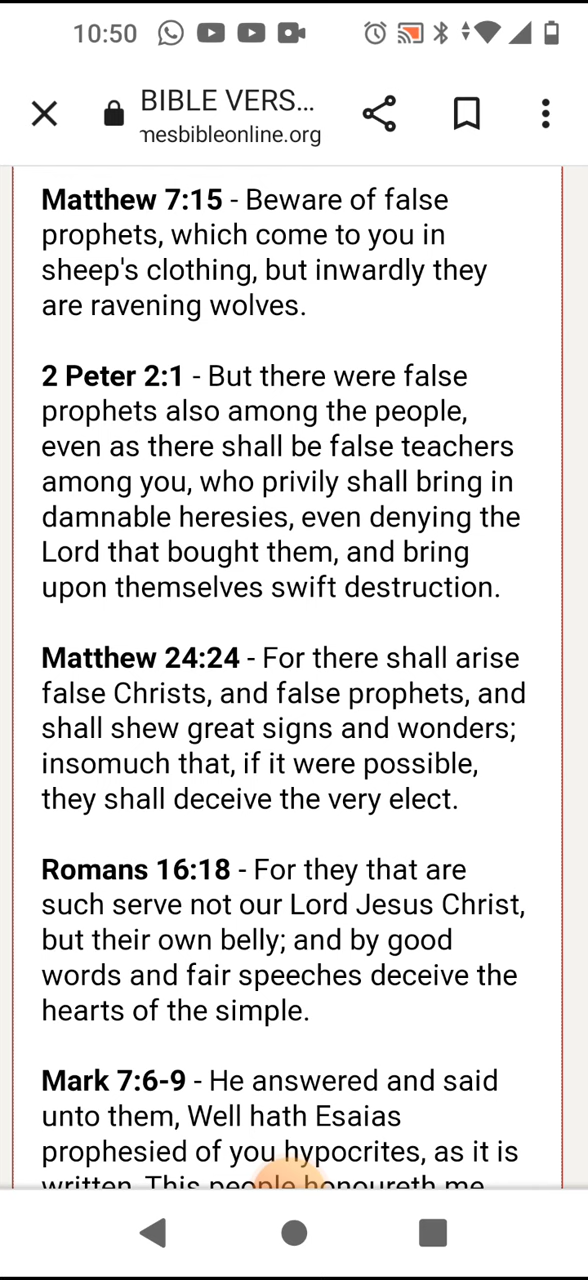 10:50
BIBLE VERS...
mesbibleonline.org
Matthew 7:15 - Beware of false
prophets, which come to you in
sheep's clothing, but inwardly they
are ravening wolves.
2 Peter 2:1 - But there were false
prophets also among the people,
even as there shall be false teachers
among you, who privily shall bring in
damnable heresies, even denying the
Lord that bought them, and bring
upon themselves swift destruction.
Matthew 24:24 - For there shall arise
false Christs, and false prophets, and
shall shew great signs and wonders;
insomuch that, if it were possible,
they shall deceive the very elect.
Romans 16:18 - For they that are
such serve not our Lord Jesus Christ,
but their own belly; and by good
words and fair speeches deceive the
hearts of the simple.
Mark 7:6-9 - He answered and said
unto them, Well hath Esaias
prophesied of you hypocrites, as it is
written, This people honoureth me